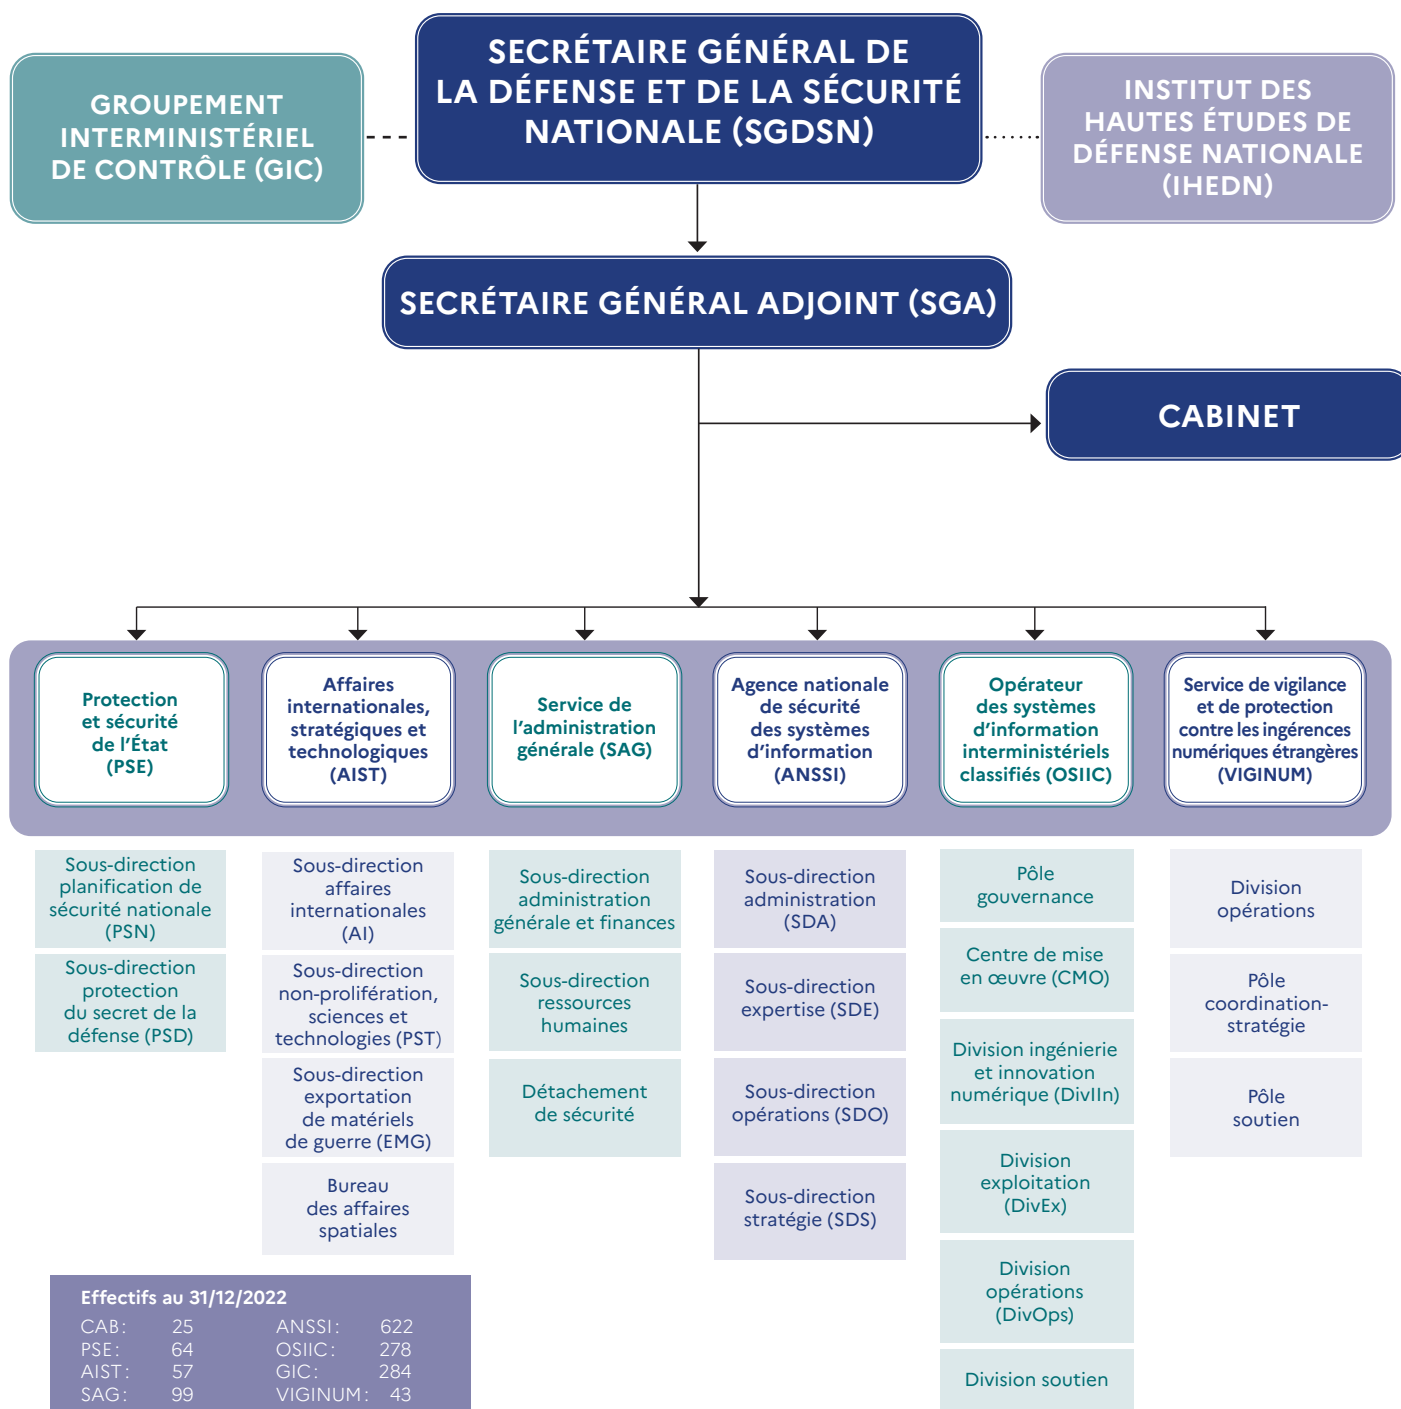 GROUPEMENT
INTERMINISTÉRIEL
DE CONTRÔLE (GIC)
SECRÉTAIRE GÉNÉRAL DE
LA DÉFENSE ET DE LA SÉCURITÉ
NATIONALE (SGDSN)
INSTITUT DES
HAUTES ÉTUDES DE
DÉFENSE NATIONALE
(IHEDN)
SECRÉTAIRE GÉNÉRAL ADJOINT (SGA)
CABINET
Protection
et sécurité
de l'État
(PSE)
Affaires
internationales,
stratégiques et
technologiques
(AIST)
Service de
l'administration
générale (SAG)
Agence nationale
de sécurité
des systèmes
d'information
(ANSSI)
Opérateur
des systèmes
d'information
interministériels
classifiés (OSIIC)
Service de vigilance
et de protection
contre les ingérences
numériques étrangères
(VIGINUM)
Sous-direction
planification de
sécurité nationale
(PSN)
Sous-direction
protection
du secret de la
défense (PSD)
Sous-direction
affaires
internationales
(AI)
Sous-direction
non-prolifération,
sciences et
technologies (PST)
Sous-direction
exportation
de matériels
de guerre (EMG)
Bureau
des affaires
spatiales
Sous-direction
administration
générale et finances
Sous-direction
ressources
humaines
Détachement
de sécurité
Sous-direction
administration
(SDA)
Sous-direction
expertise (SDE)
Sous-direction
opérations (SDO)
Sous-direction
stratégie (SDS)
Pôle
gouvernance
Centre de mise
en œuvre (CMO)
Division ingénierie
et innovation
numérique (DivIIn)
Division
exploitation
(DivEx)
Division
opérations
(DivOps)
Division soutien
Division
opérations
Pôle
coordination-
stratégie
Pôle
soutien
Effectifs au 31/12/2022
CAB: 25 ANSSI: 622
PSE: 64 OSIIC: 278
AIST: 57 GIC: 284
SAG: 99 VIGINUM: 43